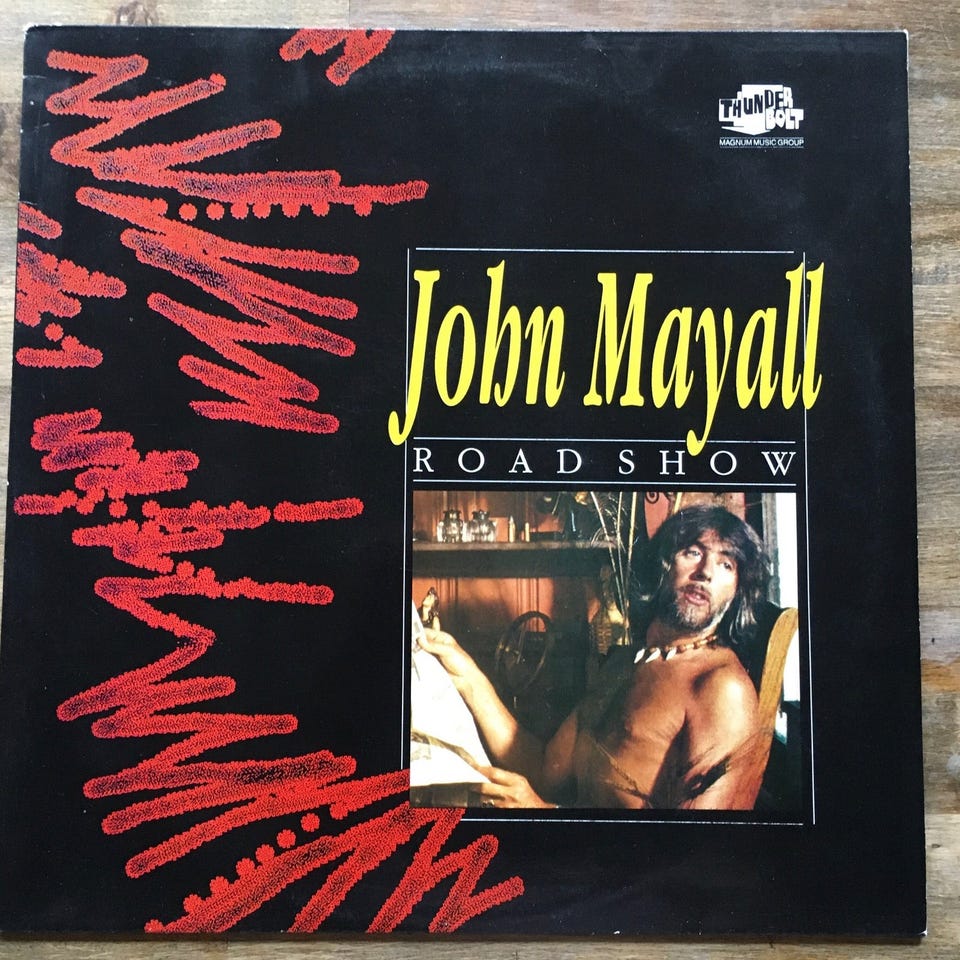 THUNDER
BOLT
MAGNUM MUSIC GROUP
John Mayall
ROAD SHOW